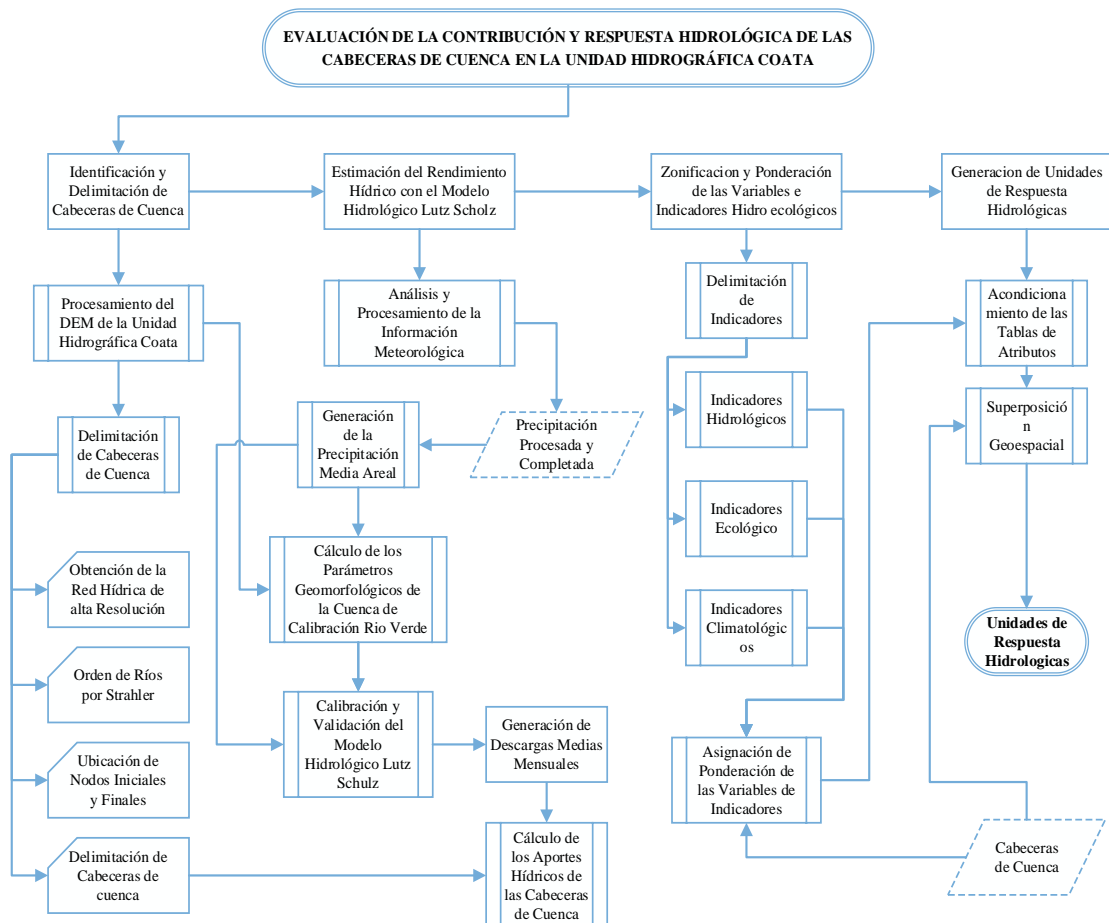 EVALUACIÓN DE LA CONTRIBUCIÓN Y RESPUESTA HIDROLÓGICA DE LAS
CABECERAS DE CUENCA EN LA UNIDAD HIDROGRÁFICA COATA
Identificación y
Delimitación de
Cabeceras de Cuenca
Estimación del Rendimiento
Hídrico con el Modelo
Hidrológico Lutz Scholz
Zonificacion y Ponderación
de las Variables e
Indicadores Hidro ecológicos
Generacion de Unidades
de Respuesta
Hidrológicas
Procesamiento del
DEM de la Unidad
Hidrográfica Coata
Análisis y
Procesamiento de la
Información
Meteorológica
Delimitación
de
Indicadores
Acondiciona
miento de las
Tablas de
Atributos
Delimitación
de Cabeceras
de Cuenca
Generación
de la
Precipitación
Media Areal
Precipitación
Procesada y
Completada
Indicadores
Hidrológicos
Superposició
n
Geoespacial
Indicadores
Ecológico
Obtención de la
Red Hídrica de
alta Resolución
Cálculo de los
Parámetros
Geomorfológicos de
la Cuenca de
Calibración Rio Verde
Indicadores
Climatológic
os
Unidades de
Respuesta
Hidrologicas
Orden de Ríos
por Strahler
Calibración y
Validación del
Modelo
Hidrológico Lutz
Schulz
Generación de
Descargas Medias
Mensuales
Ubicación de
Nodos Iniciales
y Finales
Asignación de
Ponderación de
las Variables de
Indicadores
Delimitación de
Cabeceras de
cuenca
Cálculo de
los Aportes
Hídricos de
las Cabeceras
de Cuenca
Cabeceras
de Cuenca